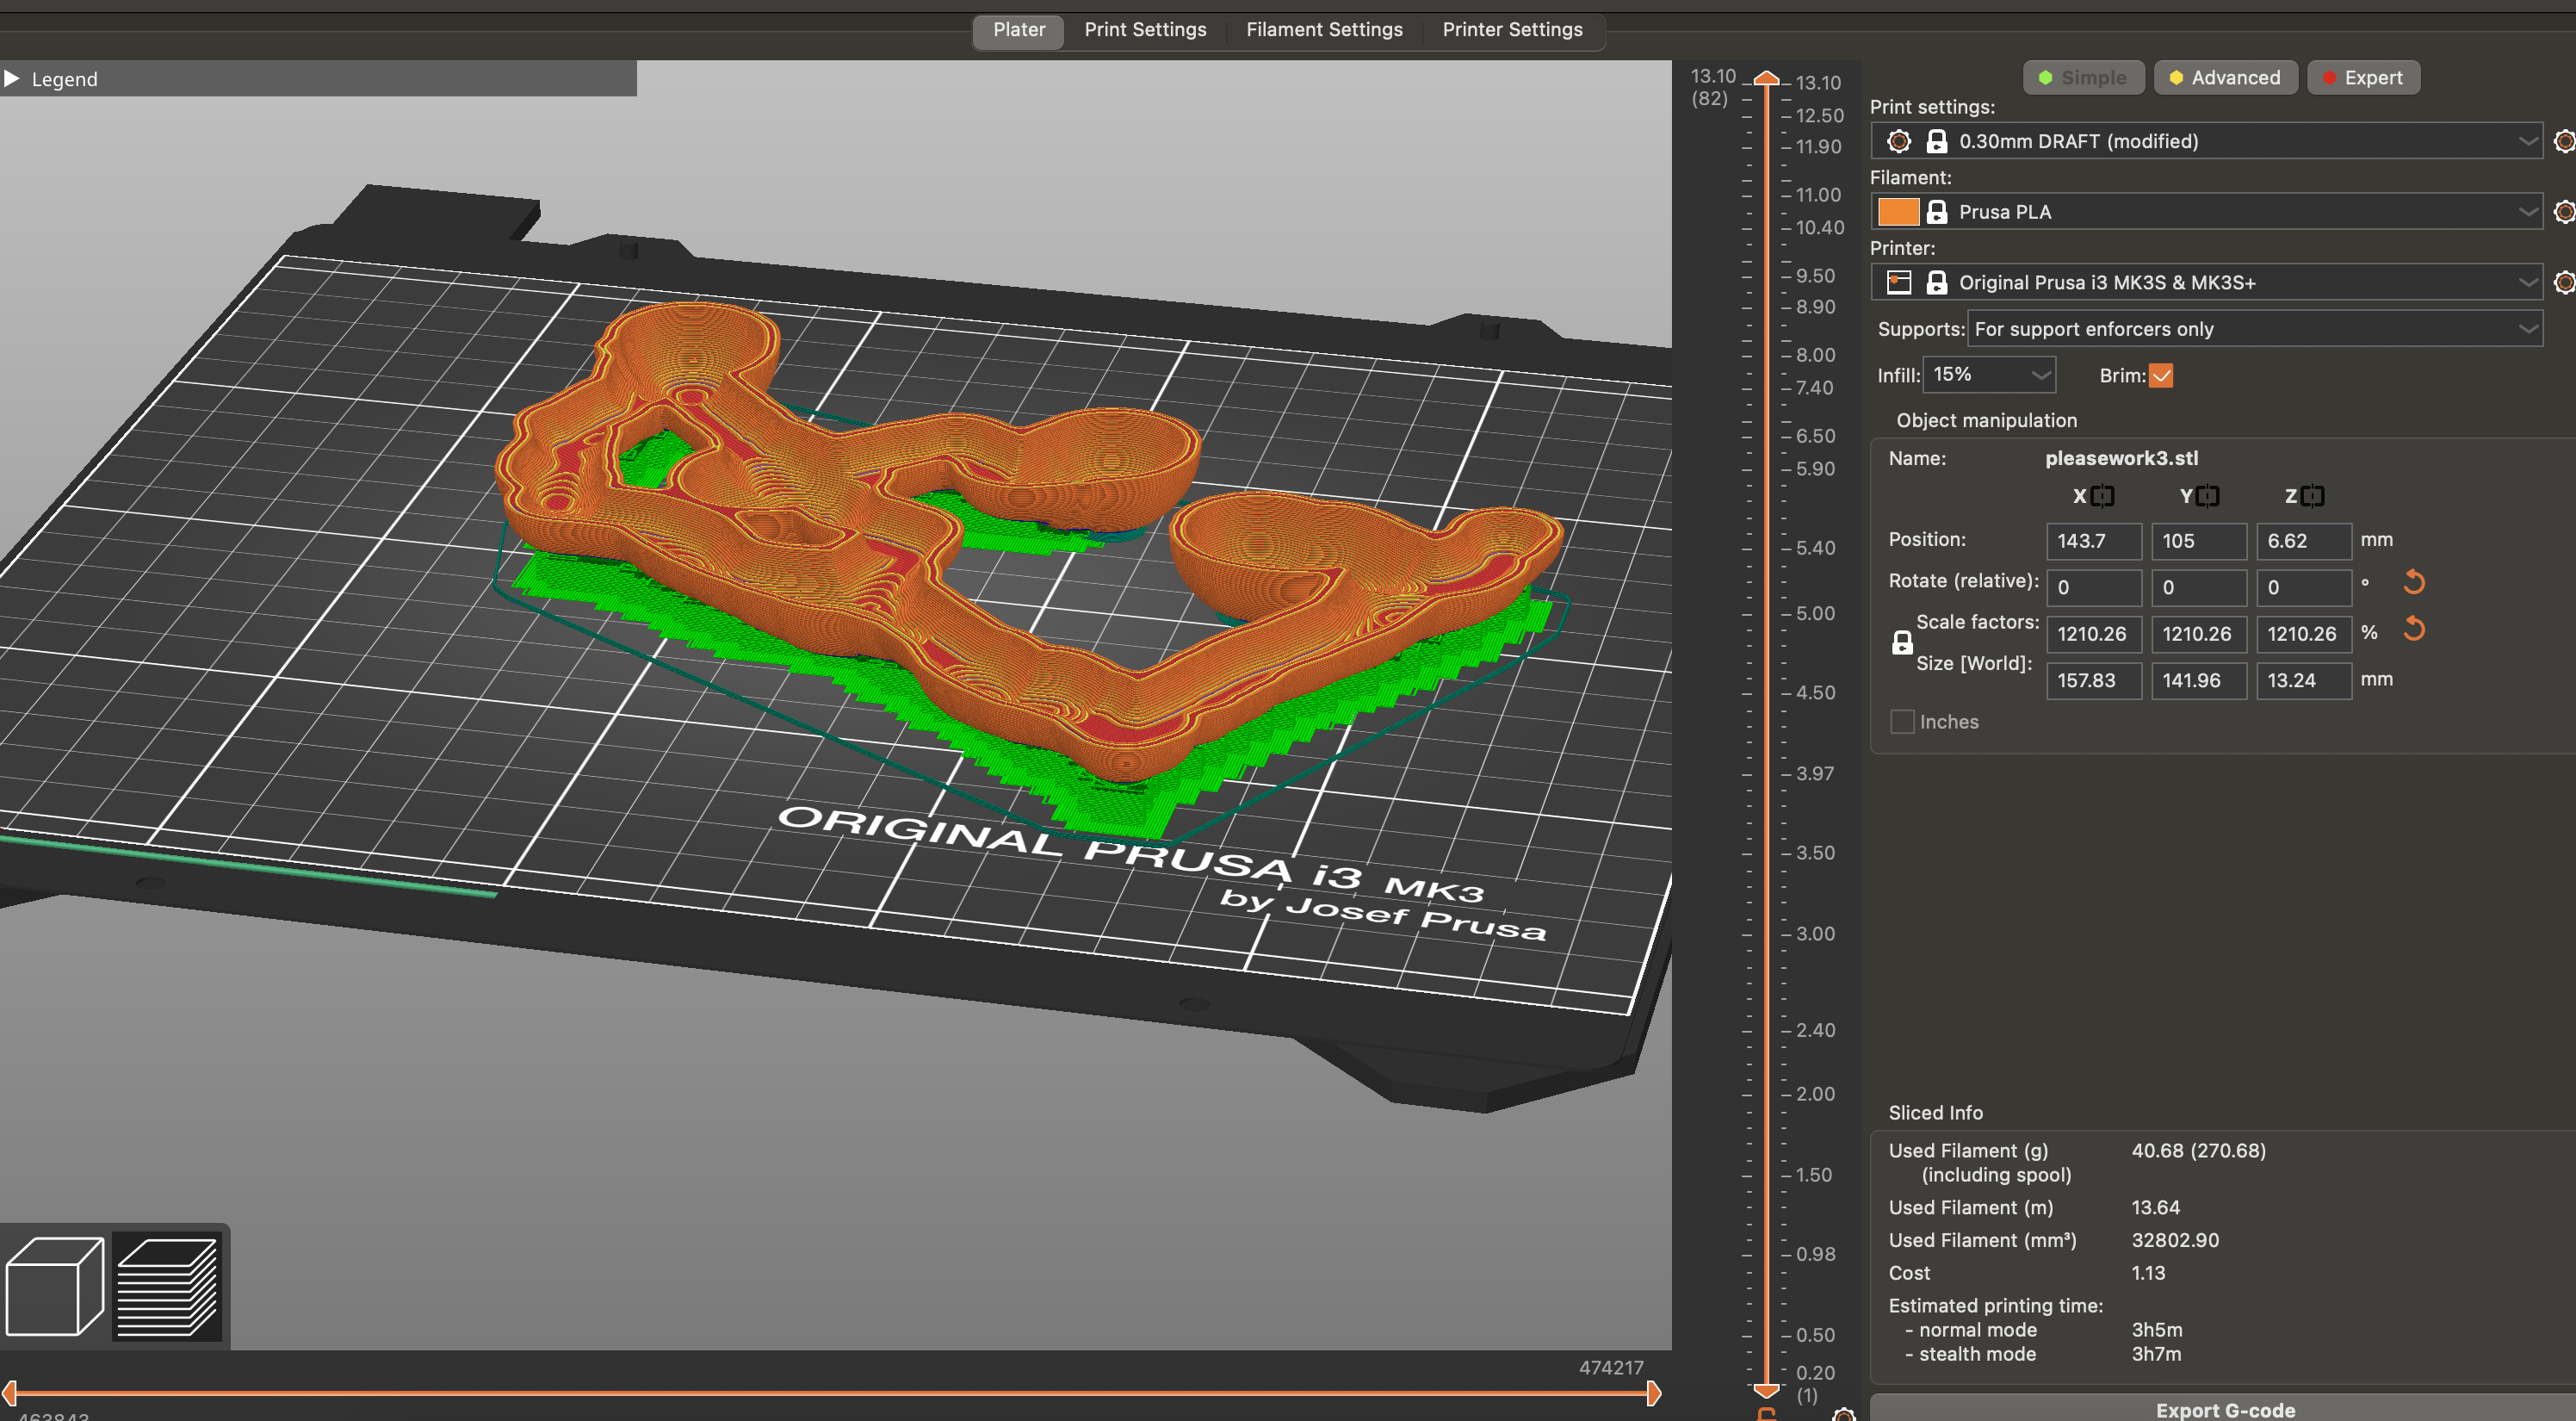 Plater Print Settings Filament Settings Printer Settings
Legend
13.10
(82)
13.10
12.50
11.90
11.00
10.40
9.50
8.90
8.00
7.40
6.50
5.90
5.40
5.00
4.50
3.97
3.50
3.00
2.40
2.00
1.50
0.98
0.50
0.20
(1)
ORIGINAL PRUSA i3 MK3
by Josef Prusa
474217
Simple Advanced Expert
Print settings:
0.30mm DRAFT (modified)
Filament:
Prusa PLA
Printer:
Original Prusa i3 MK3S & MK3S+
Supports: For support enforcers only
Infill: 15% Brim:
Object manipulation
Name: pleasework3.stl
X Y Z
Position: 143.7 105 6.62 mm
Rotate (relative): 0 0 0 °
Scale factors: 1210.26 1210.26 1210.26 %
Size [World]: 157.83 141.96 13.24 mm
Inches
Sliced Info
Used Filament (g) 40.68 (270.68)
(including spool)
Used Filament (m) 13.64
Used Filament (mm³) 32802.90
Cost 1.13
Estimated printing time:
- normal mode 3h5m
- stealth mode 3h7m
Export G-code